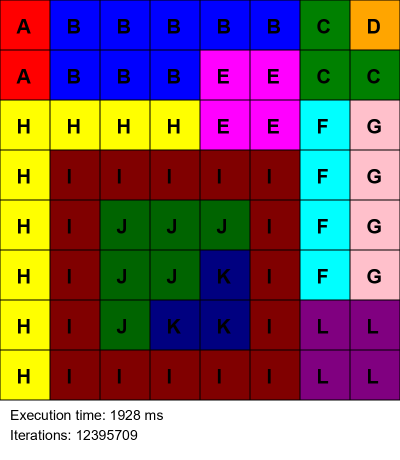 A B B B B B C D
A B B B E E C C
H H H H E E F G
H I I I I I F G
H I J J J I F G
H I J J K I F G
H I J K K I L L
H I I I I I L L
Execution time: 1928 ms
Iterations: 12395709